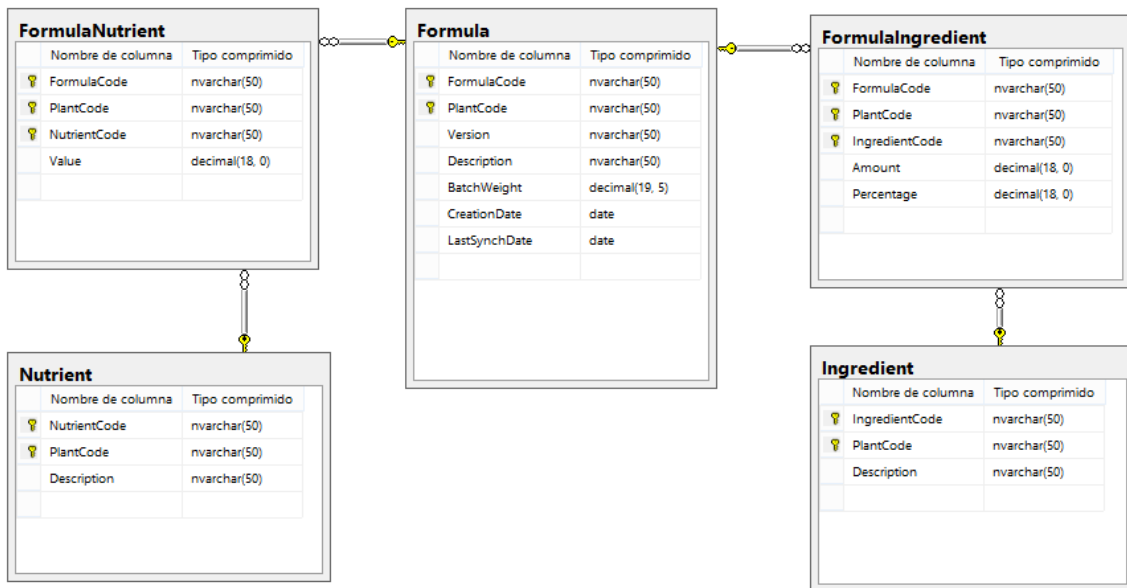 FormulaNutrient
Nombre de columna Tipo comprimido
FormulaCode nvarchar(50)
PlantCode nvarchar(50)
NutrientCode nvarchar(50)
Value decimal(18, 0)
Formula
Nombre de columna Tipo comprimido
FormulaCode nvarchar(50)
PlantCode nvarchar(50)
Version nvarchar(50)
Description nvarchar(50)
BatchWeight decimal(19, 5)
CreationDate date
LastSynchDate date
FormulaIngredient
Nombre de columna Tipo comprimido
FormulaCode nvarchar(50)
PlantCode nvarchar(50)
IngredientCode nvarchar(50)
Amount decimal(18, 0)
Percentage decimal(18, 0)
Nutrient
Nombre de columna Tipo comprimido
NutrientCode nvarchar(50)
PlantCode nvarchar(50)
Description nvarchar(50)
Ingredient
Nombre de columna Tipo comprimido
IngredientCode nvarchar(50)
PlantCode nvarchar(50)
Description nvarchar(50)